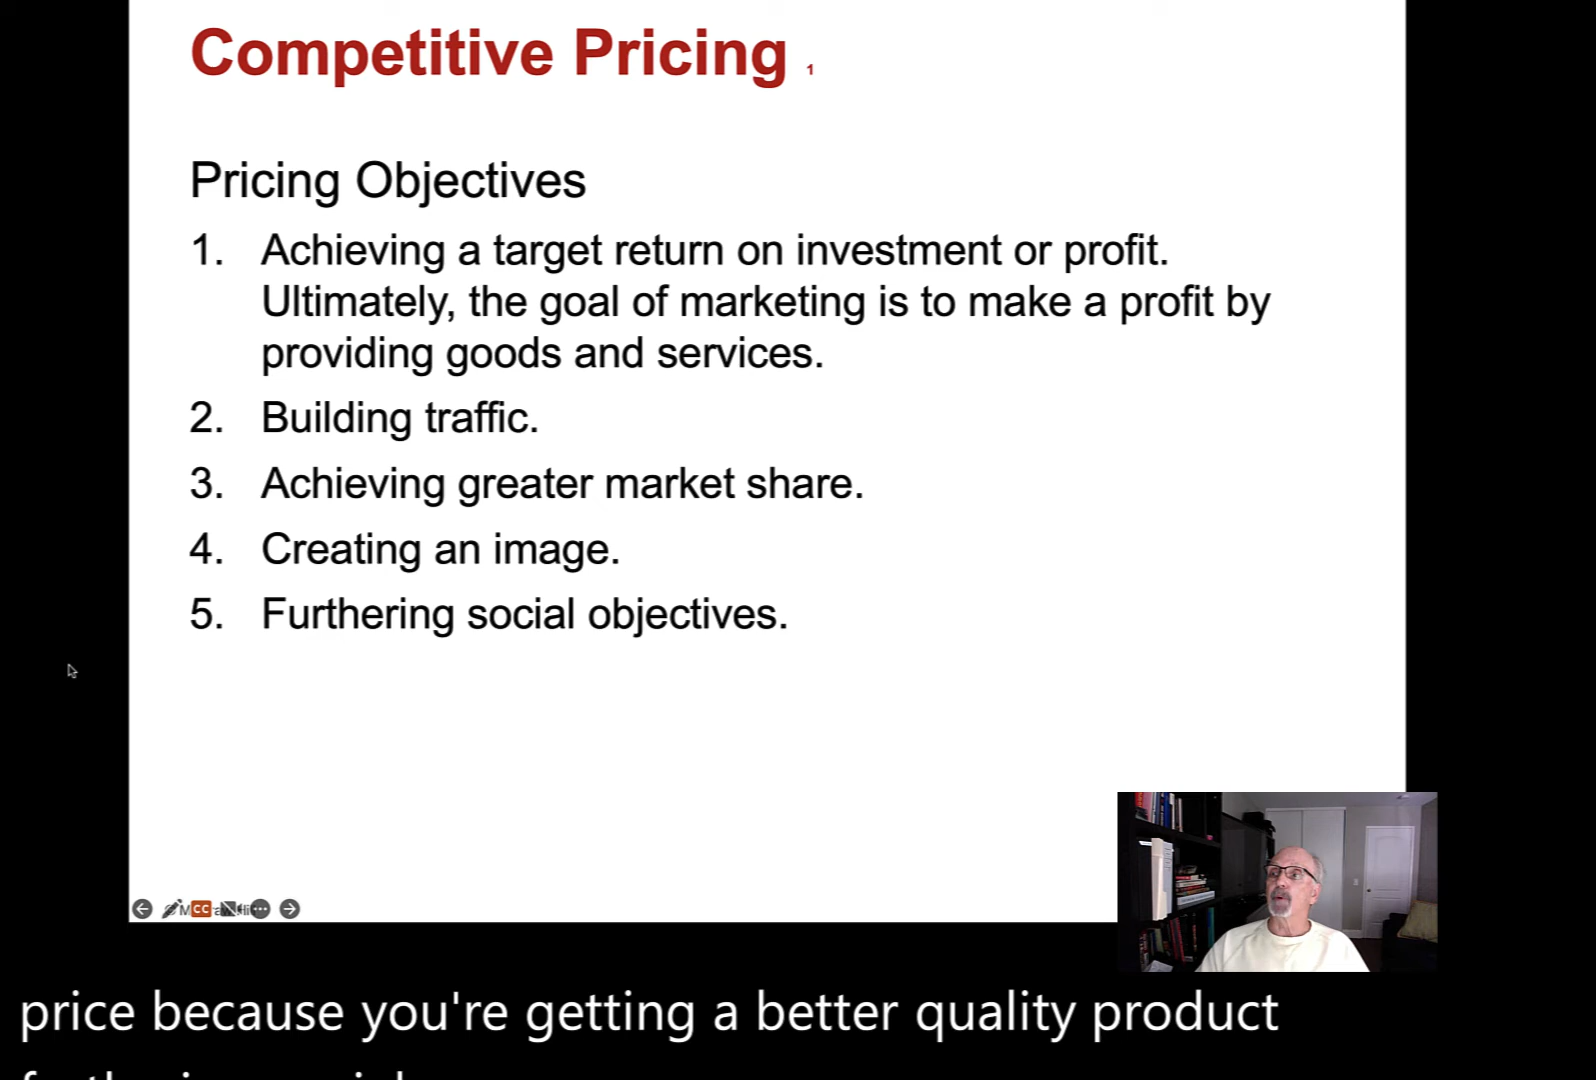 Competitive Pricing 1
Pricing Objectives
1. Achieving a target return on investment or profit.
Ultimately, the goal of marketing is to make a profit by
providing goods and services.
2. Building traffic.
3. Achieving greater market share.
4. Creating an image.
5. Furthering social objectives.
CC
price because you're getting a better quality product